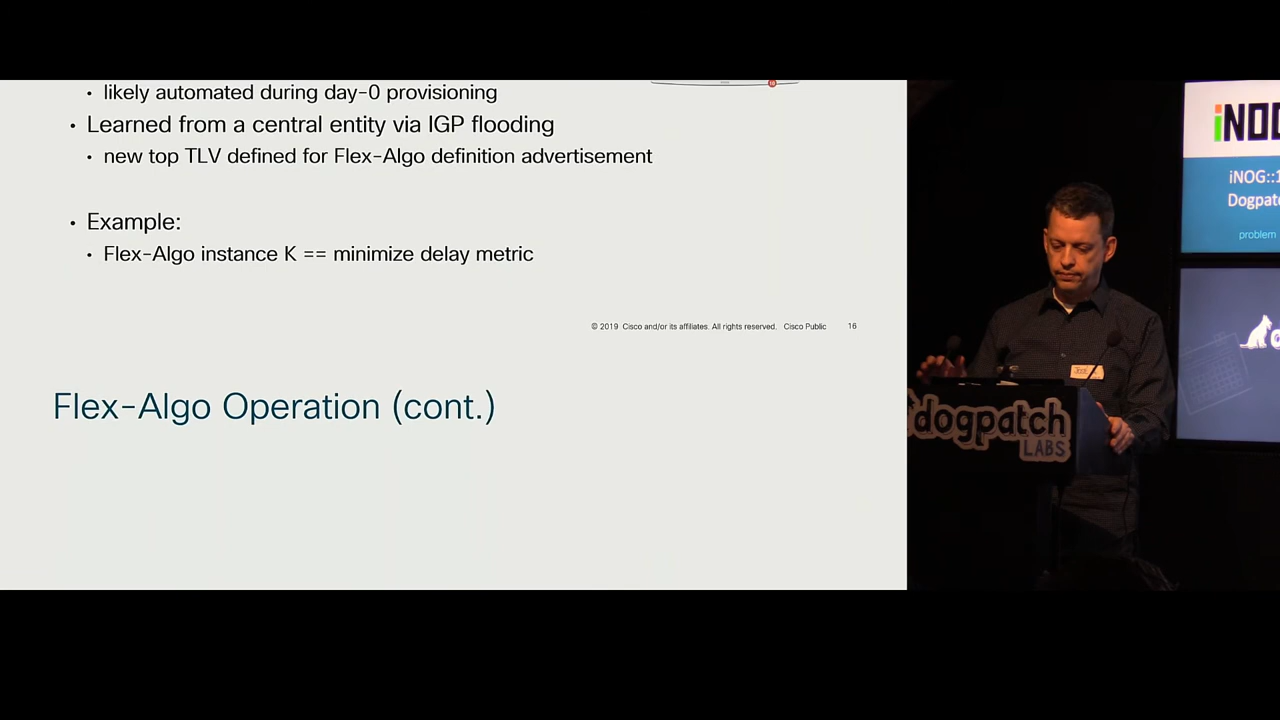 • likely automated during day-0 provisioning
• Learned from a central entity via IGP flooding
• new top TLV defined for Flex-Algo definition advertisement
• Example:
• Flex-Algo instance K == minimize delay metric
© 2019 Cisco and/or its affiliates. All rights reserved. Cisco Public 16
Flex-Algo Operation (cont.)
iNOG
iNOG::1
Dogpatc
problem
dogpatch
LABS